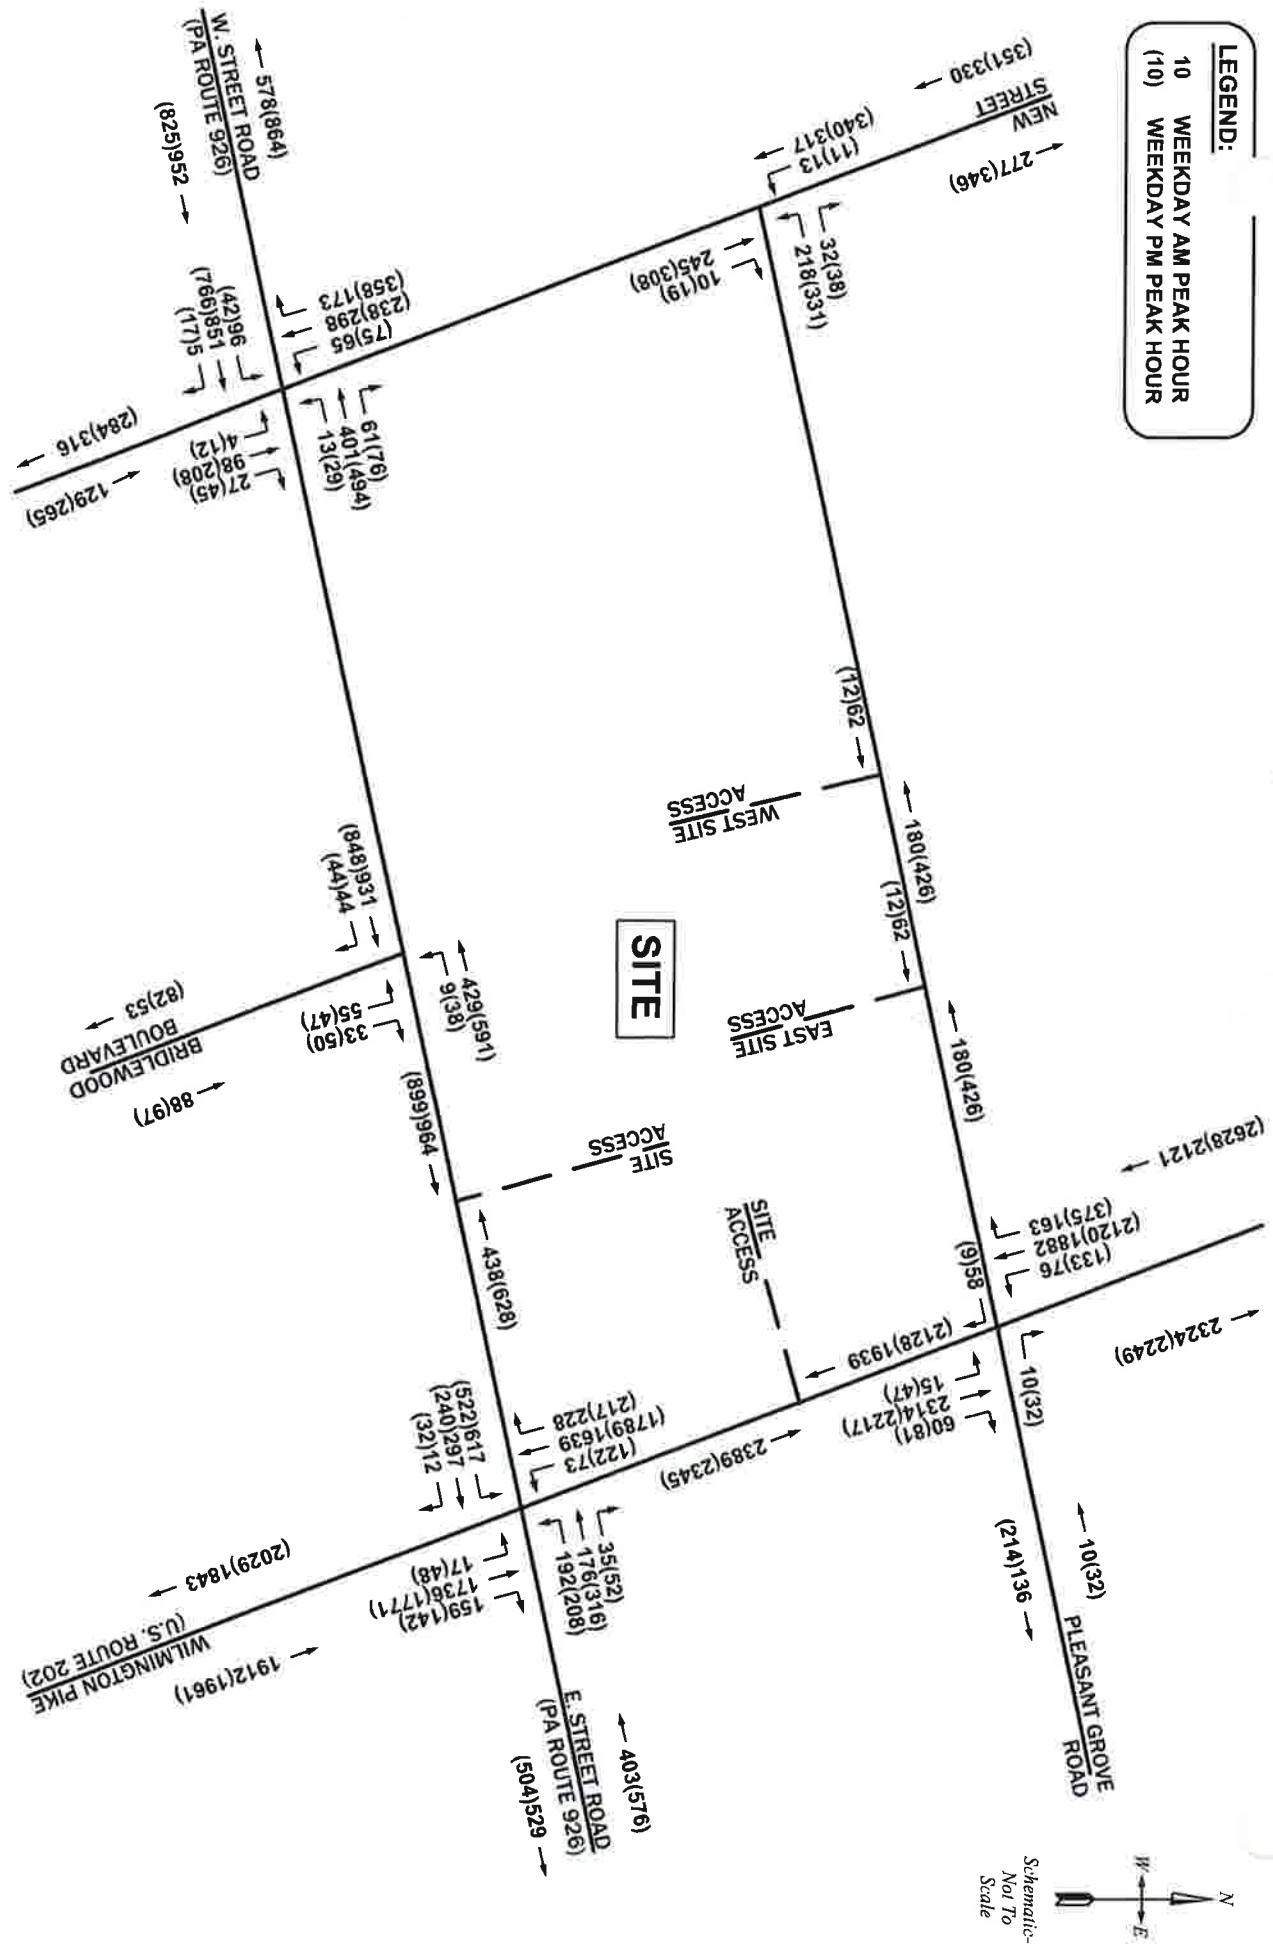 LEGEND:
10 WEEKDAY AM PEAK HOUR
(10) WEEKDAY PM PEAK HOUR
N
W E
Schematic-
Not To
Scale
(351)330
NEW
STREET
277(346)
(340)317
(11)13
32(38)
218(331)
245(308)
10(19)
(12)62
WEST SITE
ACCESS
180(426)
(12)62
EAST SITE
ACCESS
180(426)
(2628)2121
(375)163
(2120)1882
(133)76
(9)58
2324(2249)
10(32)
15(47)
2314(2217)
60(81)
10(32)
(214)136
PLEASANT GROVE
ROAD
SITE
SITE
ACCESS
(2128)1939
2389(2345)
W. STREET ROAD
(PA ROUTE 926)
578(864)
(825)952
(358)173
(238)298
(75)65
(42)96
(766)851
(17)5
61(76)
401(494)
13(29)
4(12)
98(208)
27(45)
(284)316
129(265)
(848)931
(44)44
429(591)
9(38)
55(47)
33(50)
(82)53
BRIDLEWOOD
BOULEVARD
88(97)
(899)964
SITE
ACCESS
438(628)
(217)228
(1789)1639
(122)73
(522)617
(240)297
(32)12
35(52)
176(316)
192(208)
17(48)
1736(1771)
159(142)
(2029)1843
WILMINGTON PIKE
(U.S. ROUTE 202)
1912(1961)
403(576)
E. STREET ROAD
(PA ROUTE 926)
(504)529